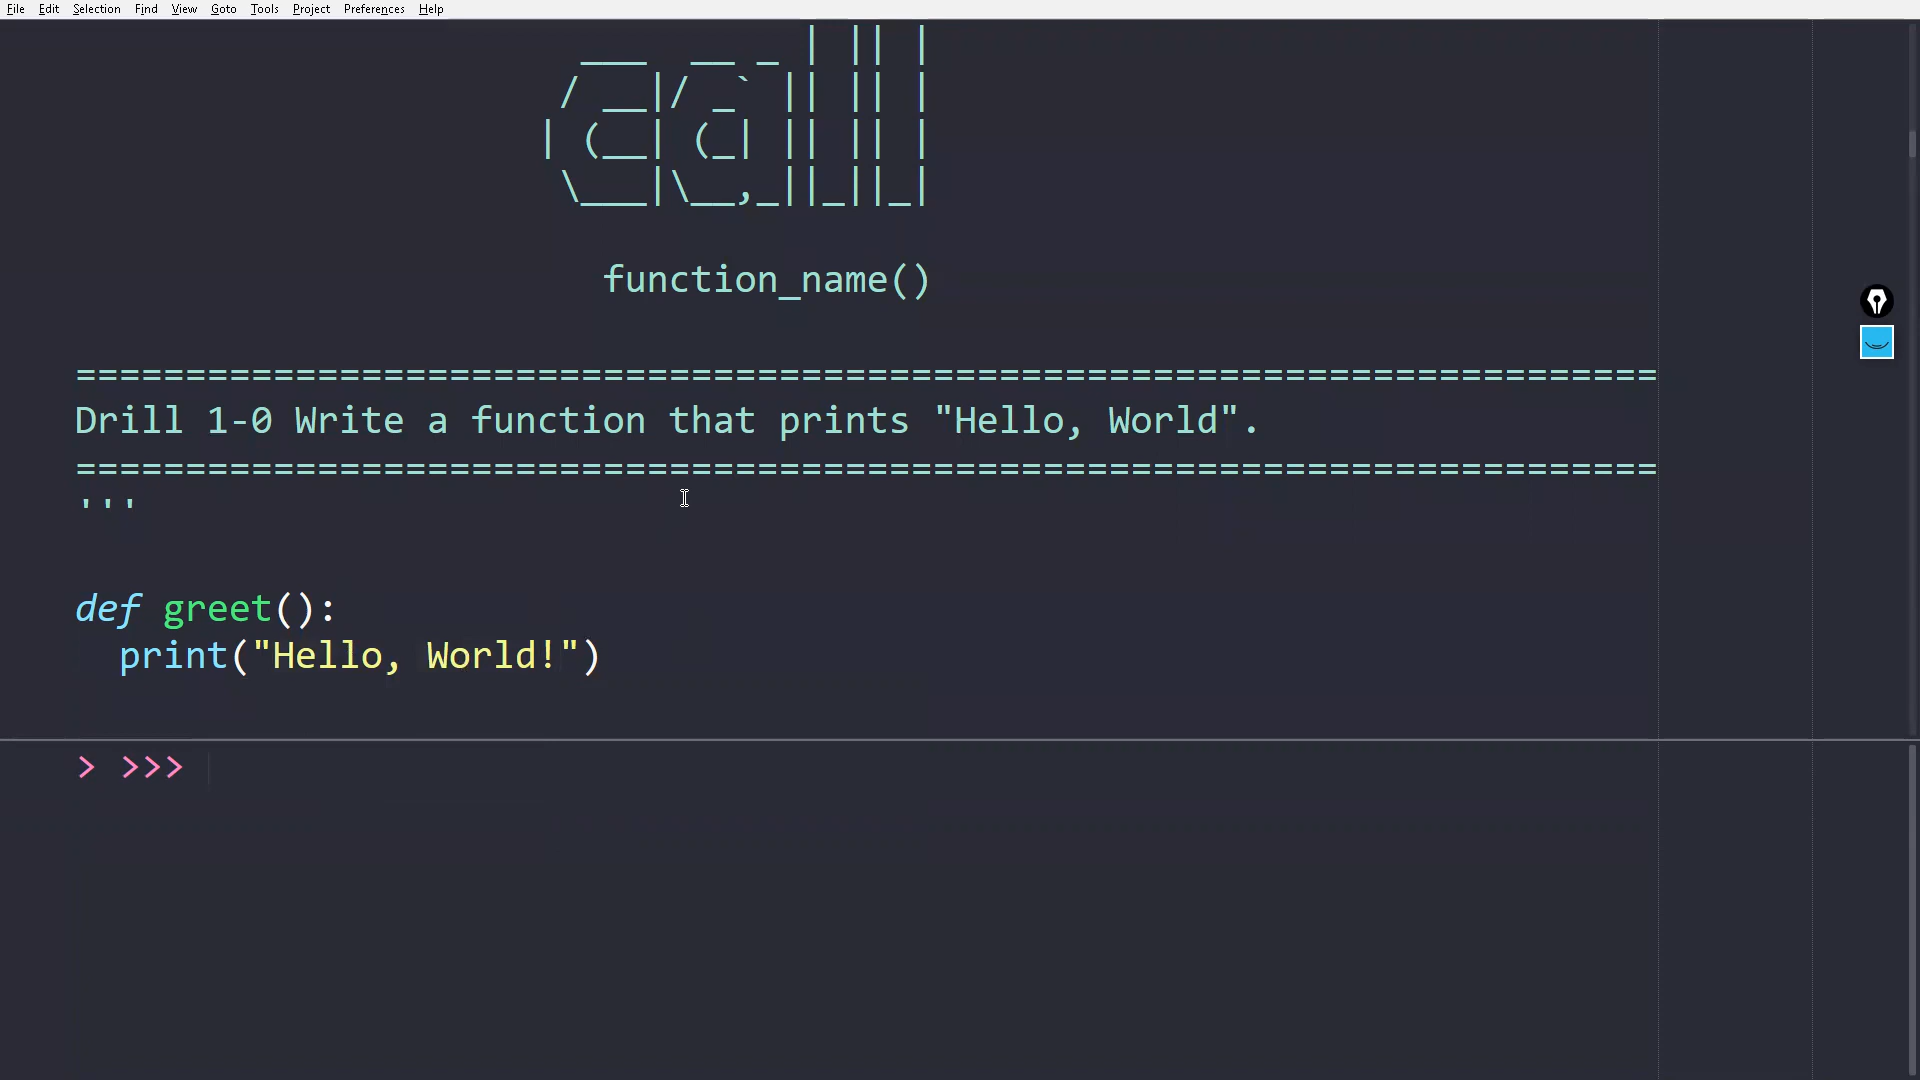 File Edit Selection Find View Goto Tools Project Preferences Help
call
function_name()
========================================================================
Drill 1-0 Write a function that prints "Hello, World".
========================================================================
'''
def greet():
  print("Hello, World!")
> >>>